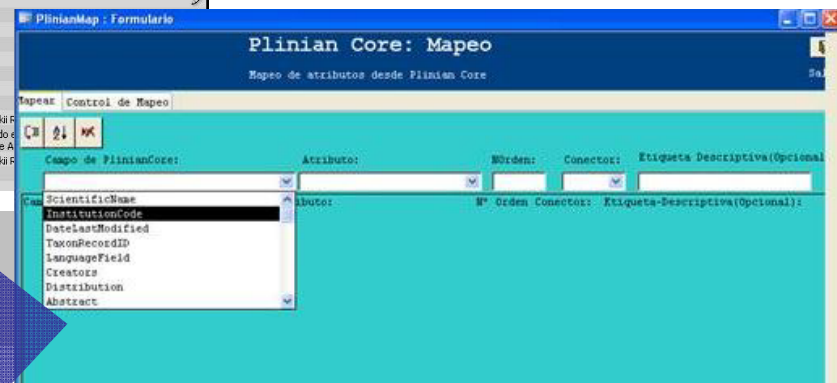 PlinianMap : Formulario
Plinian Core: Mapeo
Mapeo de atributos desde Plinian Core
Mapear Control de Mapeo
Campo de PlinianCore: Atributo: NOrden: Conector: Etiqueta Descriptiva(Opcional
Nº Orden Conector: Etiqueta-Descriptiva(Opcional):
ScientificName
InstitutionCode
DateLastModified
TaxonRecordID
LanguageField
Creators
Distribution
Abstract